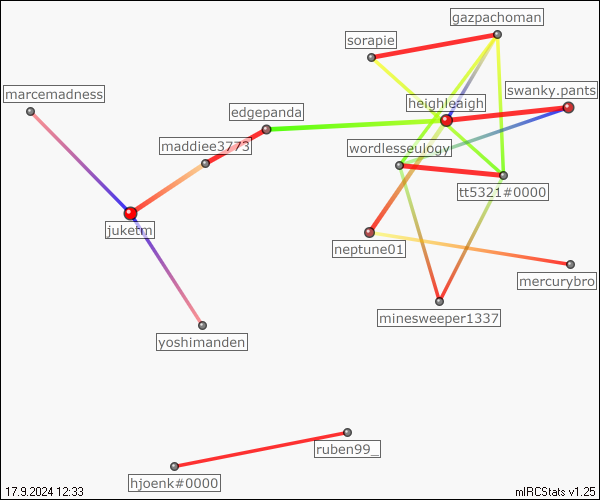 gazpachoman
sorapie
swanky.pants
marcemadness
heighleaigh
edgepanda
maddiee3773
wordlesseulogy
tt5321#0000
juketm
neptune01
mercurybro
minesweeper1337
yoshimanden
ruben99_
hjoenk#0000
17.9.2024 12:33
mIRCStats v1.25